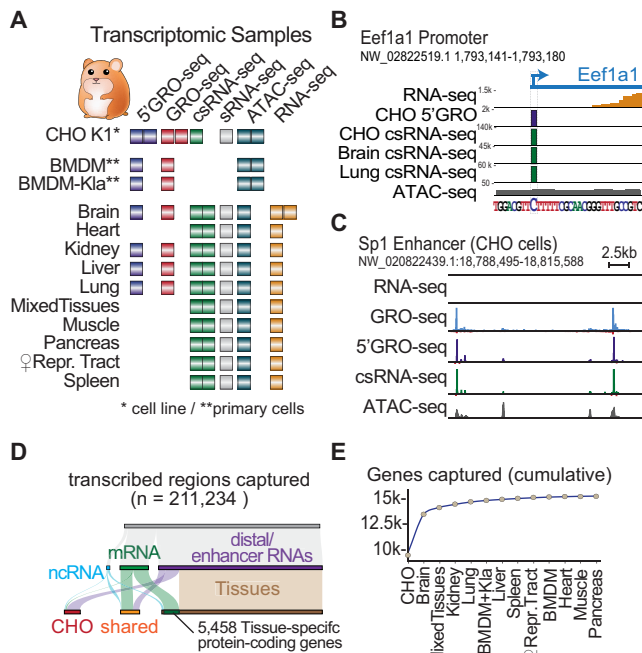 A
Transcriptomic Samples
5'GRO-seq
GRO-seq
csRNA-seq
sRNA-seq
ATAC-seq
RNA-seq
CHO K1*
BMDM**
BMDM-Kla**
Brain
Heart
Kidney
Liver
Lung
MixedTissues
Muscle
Pancreas
♀Repr. Tract
Spleen
* cell line / **primary cells
B
Eef1a1 Promoter
NW_02822519.1 1,793,141-1,793,180
Eef1a1
1.5k-
RNA-seq
2k-
CHO 5'GRO
140k-
CHO csRNA-seq
45k-
Brain csRNA-seq
60 k-
Lung csRNA-seq
50-
ATAC-seq
TGGACGTTCTTTTTCGCAACGGGTTTGCCGTC
C
Sp1 Enhancer (CHO cells)
NW_020822439.1:18,788,495-18,815,588
2.5kb
RNA-seq
GRO-seq
5'GRO-seq
csRNA-seq
ATAC-seq
D
transcribed regions captured
(n = 211,234 )
mRNA
distal/
enhancer RNAs
ncRNA
Tissues
CHO
shared
5,458 Tissue-specifc
protein-coding genes
E
Genes captured (cumulative)
15k-
12.5k-
10k-
CHO
Brain
MixedTissues
Kidney
Lung
BMDM+Kla
Liver
Spleen
♀Repr.Tract
BMDM
Heart
Muscle
Pancreas